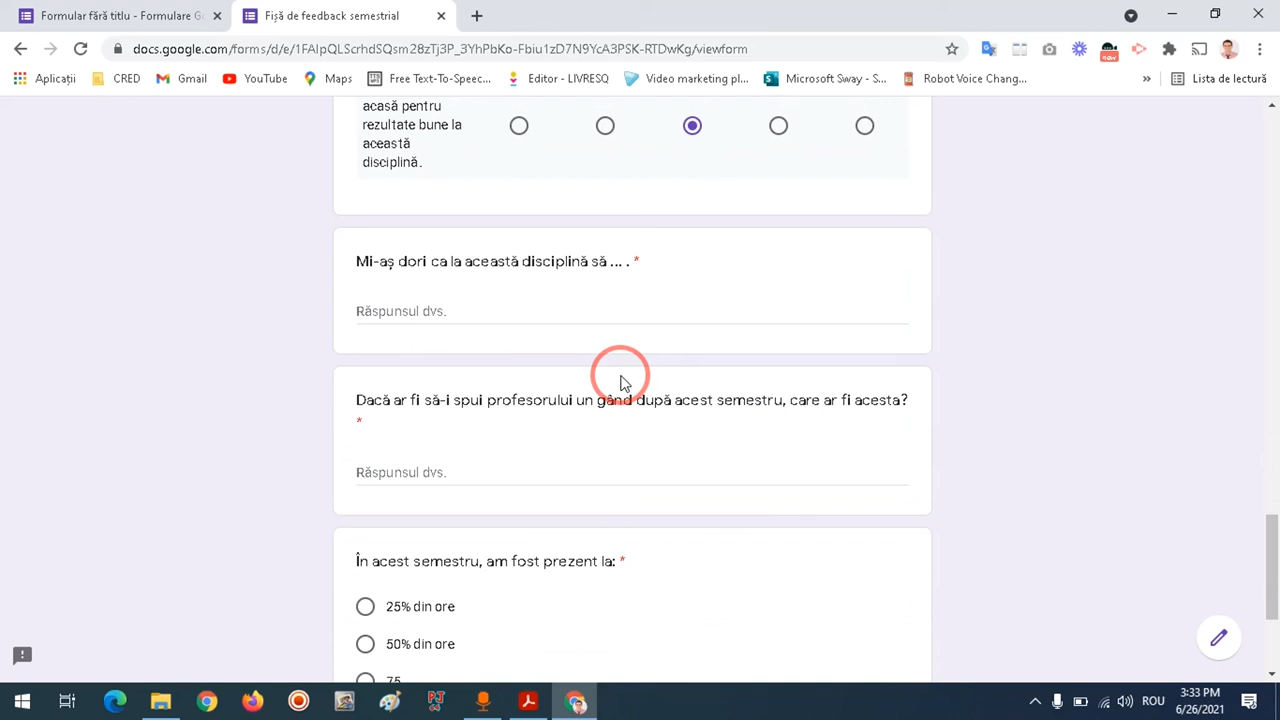 Formular fără titlu - Formulare G
Fișă de feedback semestrial
docs.google.com/forms/d/e/1FAIpQLScrhdSQsm28zTj3P_3YhPbKo-Fbiu1zD7N9YcA3PSK-RTDwKg/viewform
Aplicații
CRED
Gmail
YouTube
Maps
Free Text-To-Speec...
Editor - LIVRESQ
Video marketing pl...
Microsoft Sway - S...
Robot Voice Chang...
»
Lista de lectură
acasă pentru
rezultate bune la
această
disciplină.
Mi-aș dori ca la această disciplină să ... . *
Răspunsul dvs.
Dacă ar fi să-i spui profesorului un gând după acest semestru, care ar fi acesta?
*
Răspunsul dvs.
În acest semestru, am fost prezent la: *
25% din ore
50% din ore
75
ROU
3:33 PM
6/26/2021